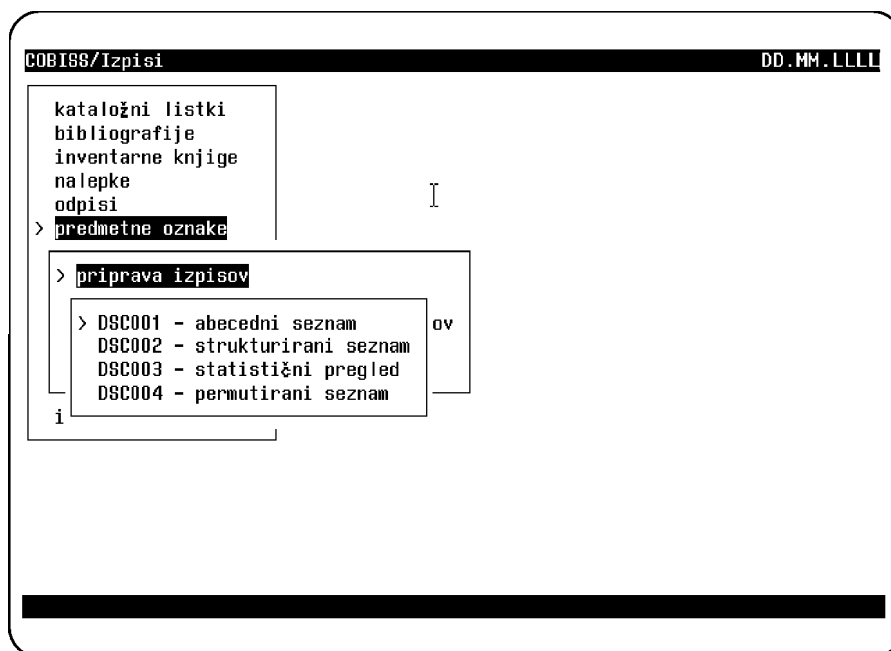 COBISS/Izpisi DD.MM.LLLL
kataložni listki
bibliografije
inventarne knjige
nalepke
odpisi
> predmetne oznake
> priprava izpisov
> DSC001 - abecedni seznam ov
DSC002 - strukturirani seznam
DSC003 - statistični pregled
DSC004 - permutirani seznam
i